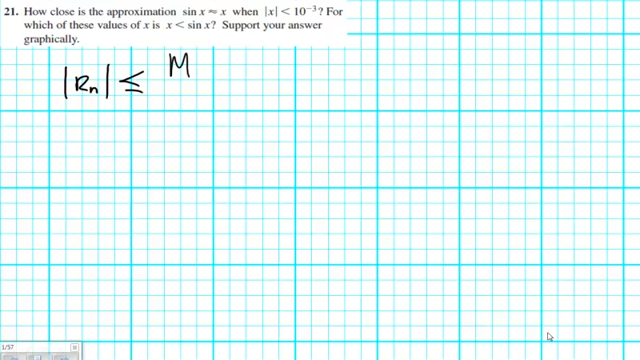 21. How close is the approximation sin x ≈ x when |x| < 10⁻³? For
which of these values of x is x < sin x? Support your answer
graphically.
M
|Rₙ| ≤
1/57